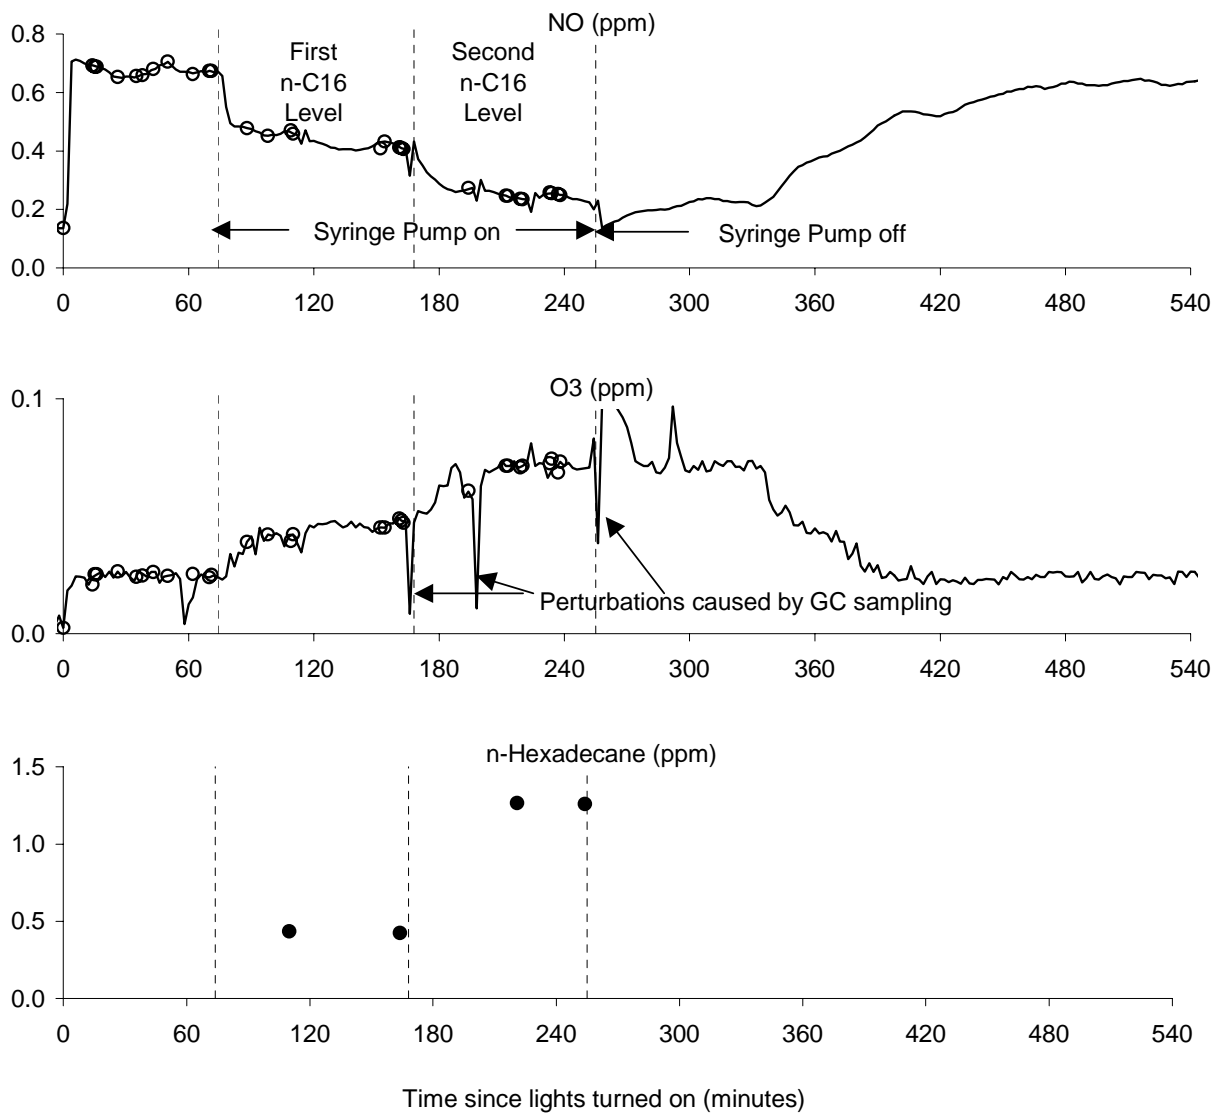 NO (ppm)
0.8
0.6
0.4
0.2
0.0
First
n-C16
Level
Second
n-C16
Level
Syringe Pump on
Syringe Pump off
0 60 120 180 240 300 360 420 480 540
O3 (ppm)
0.1
0.0
Perturbations caused by GC sampling
0 60 120 180 240 300 360 420 480 540
n-Hexadecane (ppm)
1.5
1.0
0.5
0.0
0 60 120 180 240 300 360 420 480 540
Time since lights turned on (minutes)